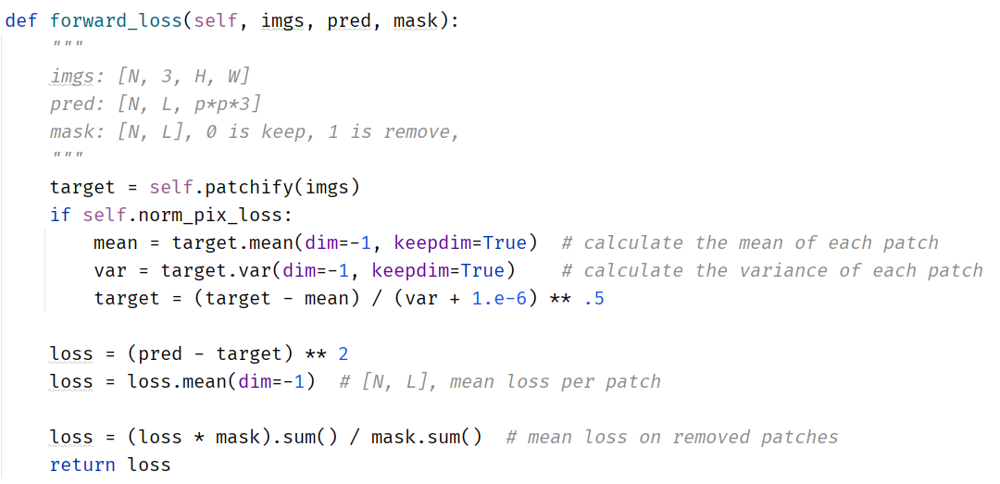 def forward_loss(self, imgs, pred, mask):
    """
    imgs: [N, 3, H, W]
    pred: [N, L, p*p*3]
    mask: [N, L], 0 is keep, 1 is remove,
    """
    target = self.patchify(imgs)
    if self.norm_pix_loss:
        mean = target.mean(dim=-1, keepdim=True)  # calculate the mean of each patch
        var = target.var(dim=-1, keepdim=True)    # calculate the variance of each patch
        target = (target - mean) / (var + 1.e-6) ** .5

    loss = (pred - target) ** 2
    loss = loss.mean(dim=-1)  # [N, L], mean loss per patch

    loss = (loss * mask).sum() / mask.sum()  # mean loss on removed patches
    return loss